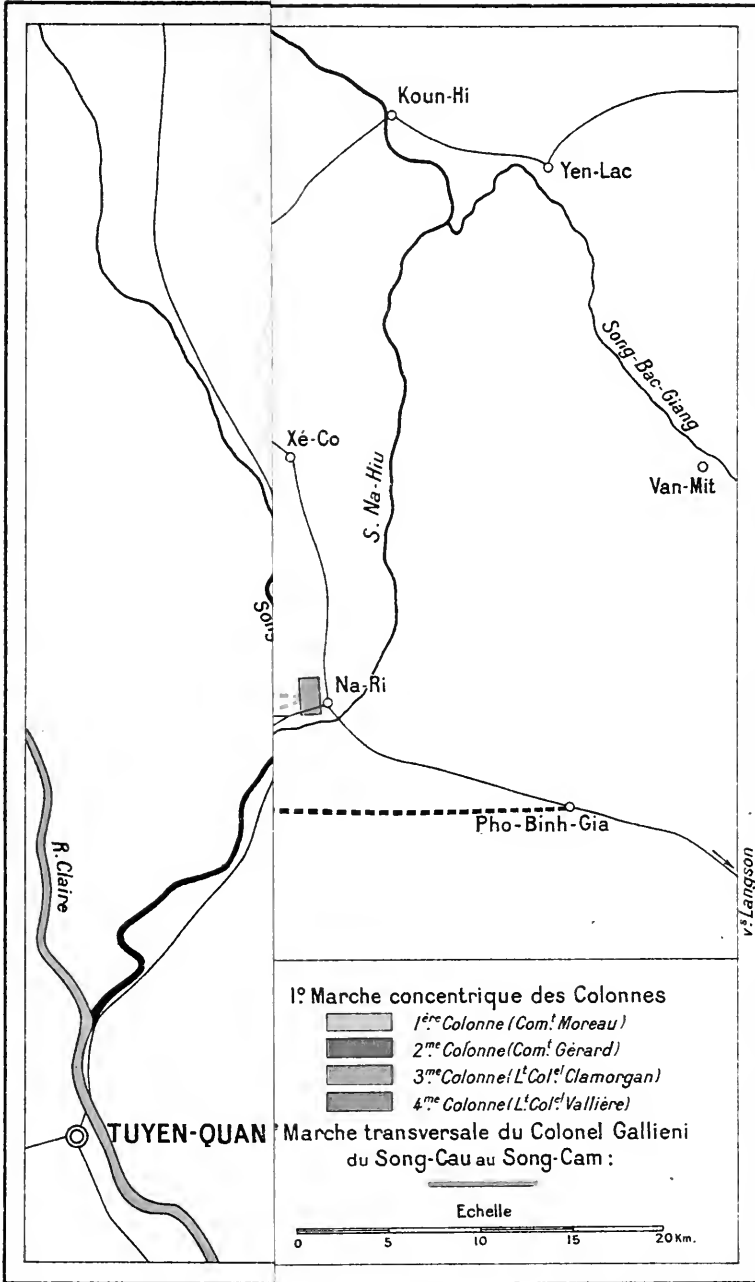 Koun-Hi
Yen-Lac
Song-Bac-Giang
Xé-Co
S. Na-Hiu
Van-Mit
Song
Na-Ri
Pho-Binh-Gia
R. Claire
vˢ Langson
1º Marche concentrique des Colonnes
1ère Colonne (Comᵗ Moreau)
2me Colonne (Comᵗ Gérard)
3me Colonne (Lᵗ Colᵉˡ Clamorgan)
4me Colonne (Lᵗ Colᵉˡ Vallière)
TUYEN-QUAN
Marche transversale du Colonel Gallieni
du Song-Cau au Song-Cam :
Echelle
0 5 10 15 20 Km.